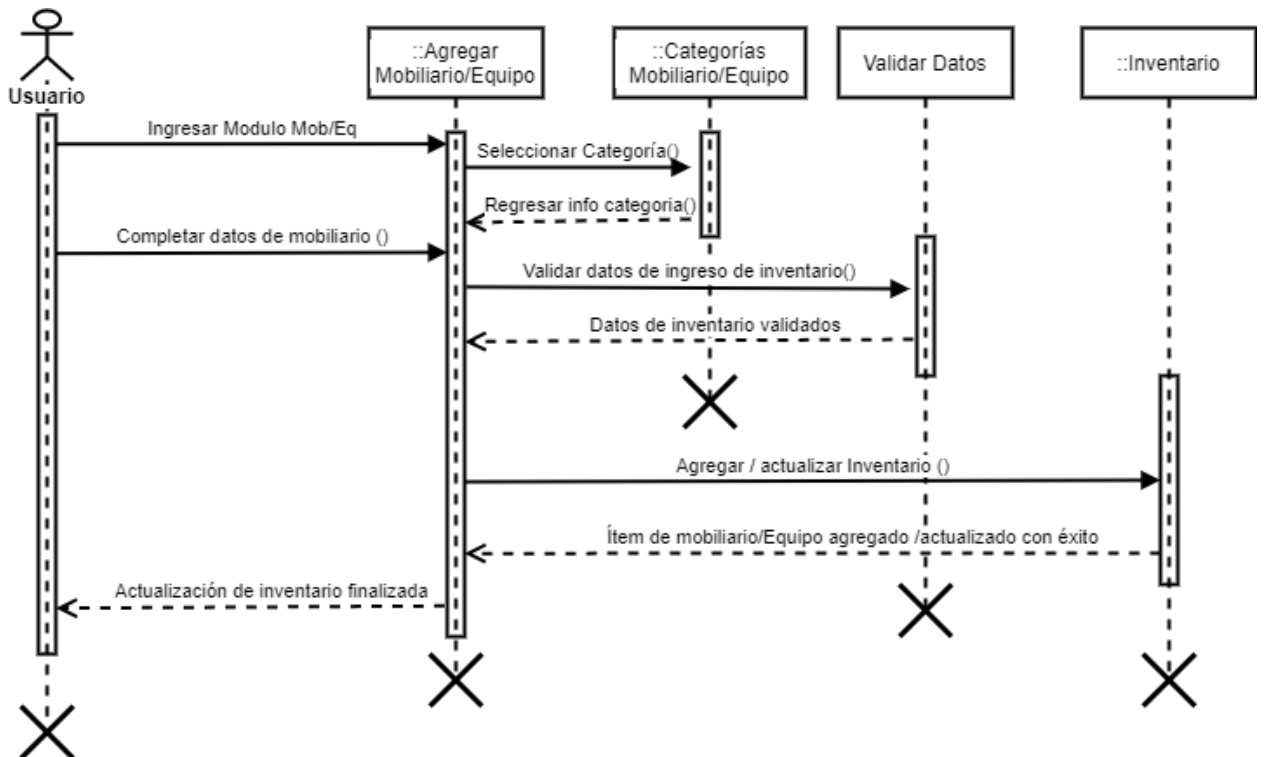 Usuario
::Agregar
Mobiliario/Equipo
::Categorías
Mobiliario/Equipo
Validar Datos
::Inventario
Ingresar Modulo Mob/Eq
Seleccionar Categoría()
Regresar info categoria()
Completar datos de mobiliario ()
Validar datos de ingreso de inventario()
Datos de inventario validados
Agregar / actualizar Inventario ()
Ítem de mobiliario/Equipo agregado /actualizado con éxito
Actualización de inventario finalizada